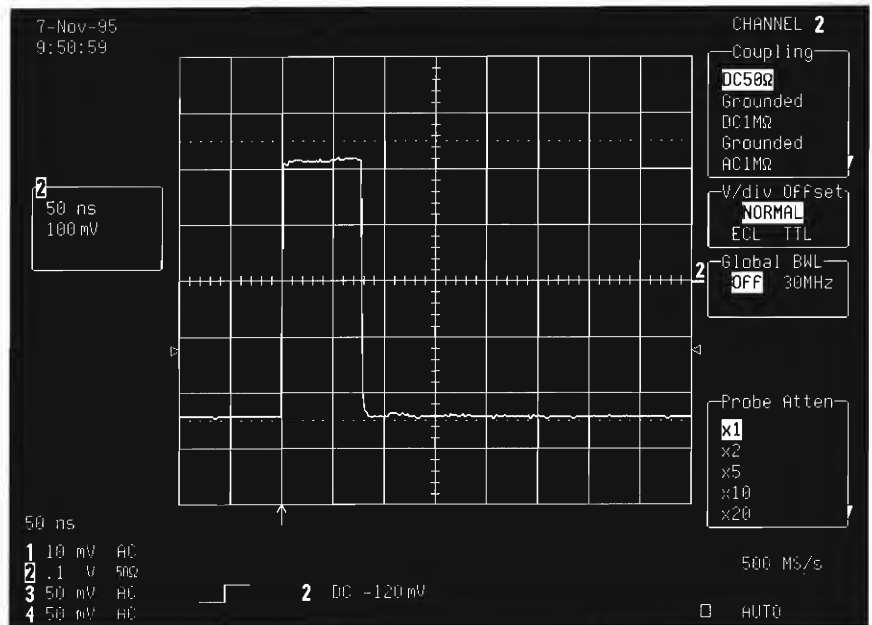 7-Nov-95
9:50:59
2
50 ns
100 mV
CHANNEL 2
Coupling
DC50Ω
Grounded
DC1MΩ
Grounded
AC1MΩ
V/div Offset
NORMAL
ECL TTL
2
Global BWL
Off 30MHz
Probe Atten
x1
x2
x5
x10
x20
50 ns
1 10 mV AC
2 .1 V 50Ω
3 50 mV AC
4 50 mV AC
2 DC -120mV
500 MS/s
AUTO